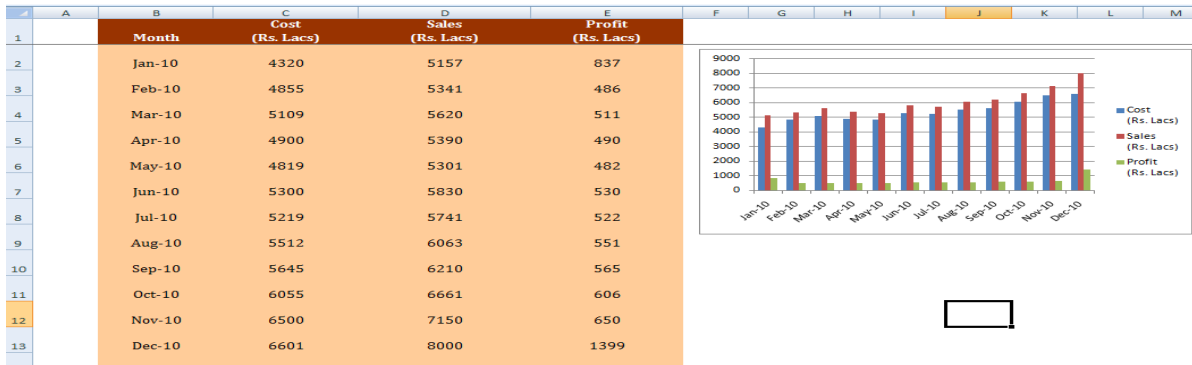 A B C D E F G H I J K L M
1 Month Cost (Rs. Lacs) Sales (Rs. Lacs) Profit (Rs. Lacs)
2 Jan-10 4320 5157 837
3 Feb-10 4855 5341 486
4 Mar-10 5109 5620 511
5 Apr-10 4900 5390 490
6 May-10 4819 5301 482
7 Jun-10 5300 5830 530
8 Jul-10 5219 5741 522
9 Aug-10 5512 6063 551
10 Sep-10 5645 6210 565
11 Oct-10 6055 6661 606
12 Nov-10 6500 7150 650
13 Dec-10 6601 8000 1399
9000
8000
7000
6000
5000
4000
3000
2000
1000
0
Jan-10 Feb-10 Mar-10 Apr-10 May-10 Jun-10 Jul-10 Aug-10 Sep-10 Oct-10 Nov-10 Dec-10
Cost
(Rs. Lacs)
Sales
(Rs. Lacs)
Profit
(Rs. Lacs)